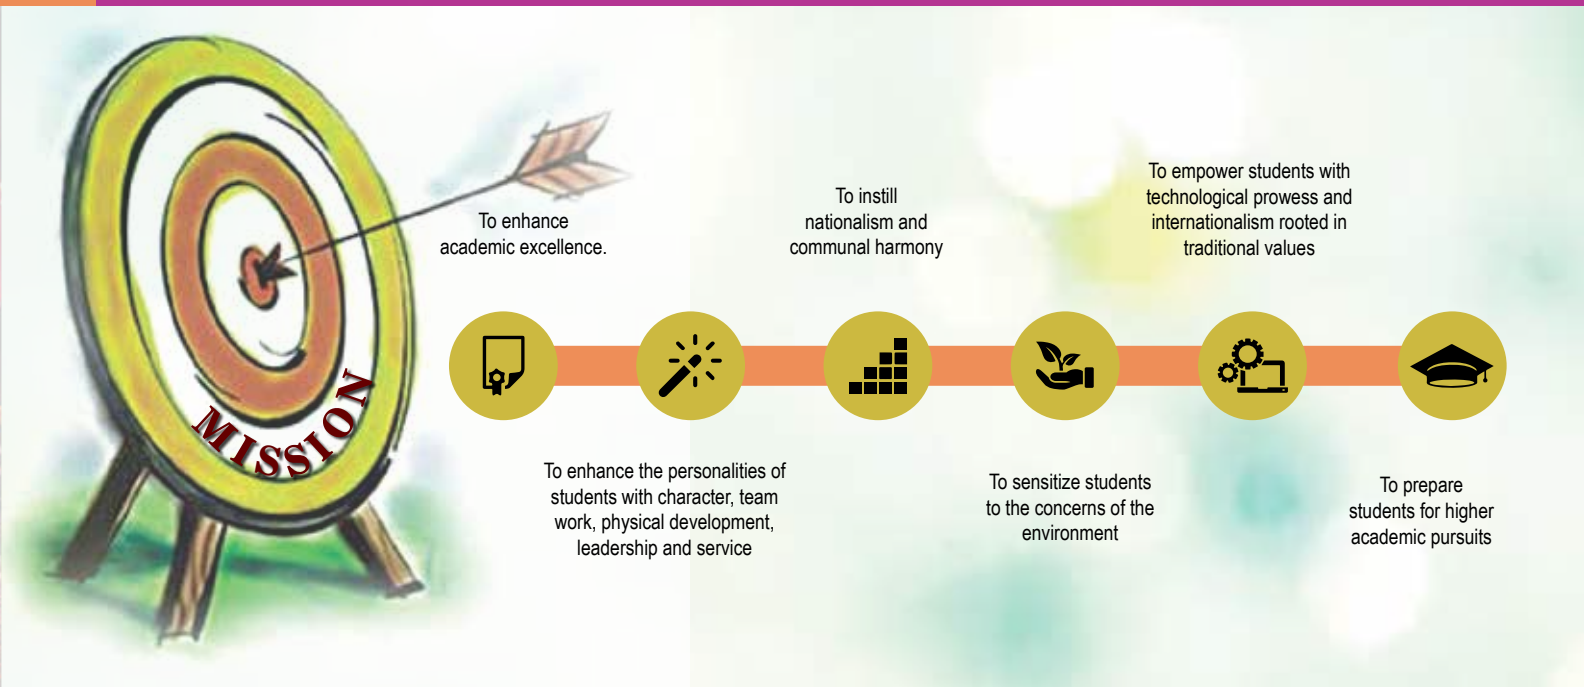 MISSION
To enhance
academic excellence.
To enhance the personalities of
students with character, team
work, physical development,
leadership and service
To instill
nationalism and
communal harmony
To sensitize students
to the concerns of the
environment
To empower students with
technological prowess and
internationalism rooted in
traditional values
To prepare
students for higher
academic pursuits